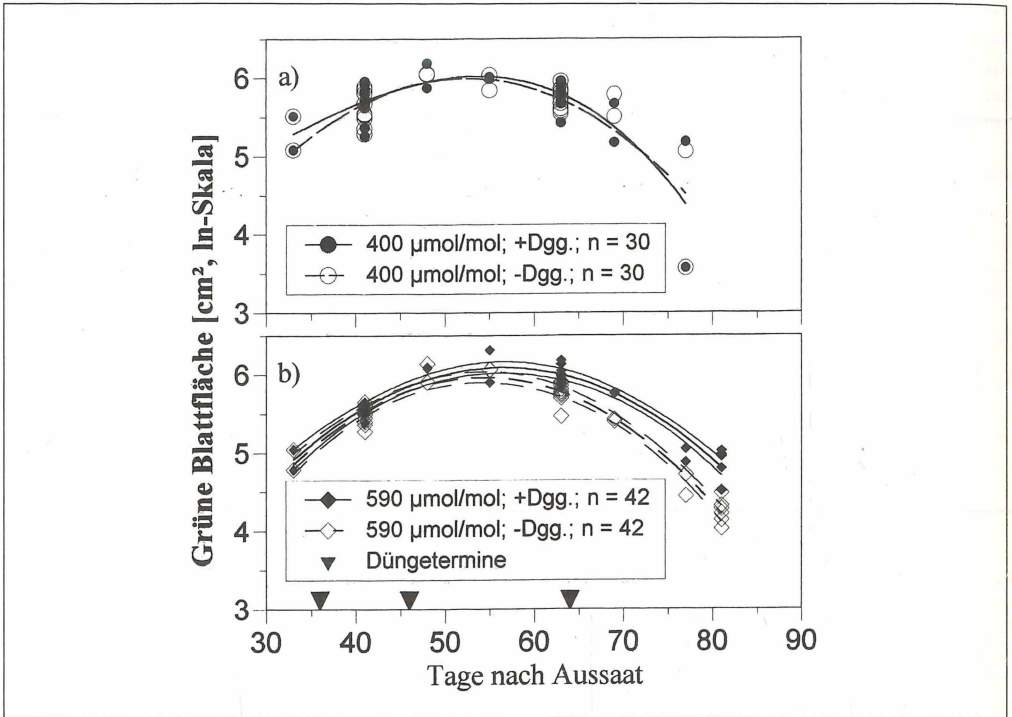 Grüne Blattfläche [cm², ln-Skala]
a)
6
5
4
3
400 µmol/mol; +Dgg.; n = 30
400 µmol/mol; -Dgg.; n = 30
b)
6
5
4
3
590 µmol/mol; +Dgg.; n = 42
590 µmol/mol; -Dgg.; n = 42
Düngetermine
30 40 50 60 70 80 90
Tage nach Aussaat